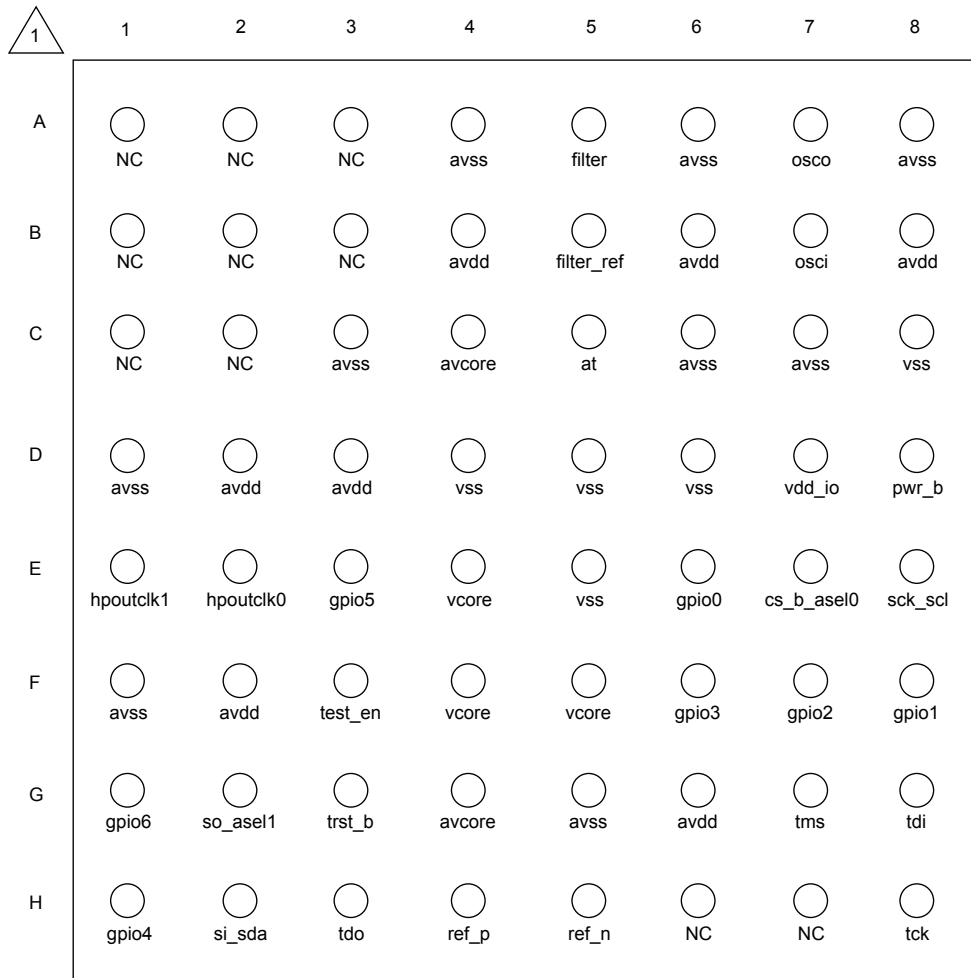 1 1 2 3 4 5 6 7 8
A
NC NC NC avss filter avss osco avss
B
NC NC NC avdd filter_ref avdd osci avdd
C
NC NC avss avcore at avss avss vss
D
avss avdd avdd vss vss vss vdd_io pwr_b
E
hpoutclk1 hpoutclk0 gpio5 vcore vss gpio0 cs_b_asel0 sck_scl
F
avss avdd test_en vcore vcore gpio3 gpio2 gpio1
G
gpio6 so_asel1 trst_b avcore avss avdd tms tdi
H
gpio4 si_sda tdo ref_p ref_n NC NC tck